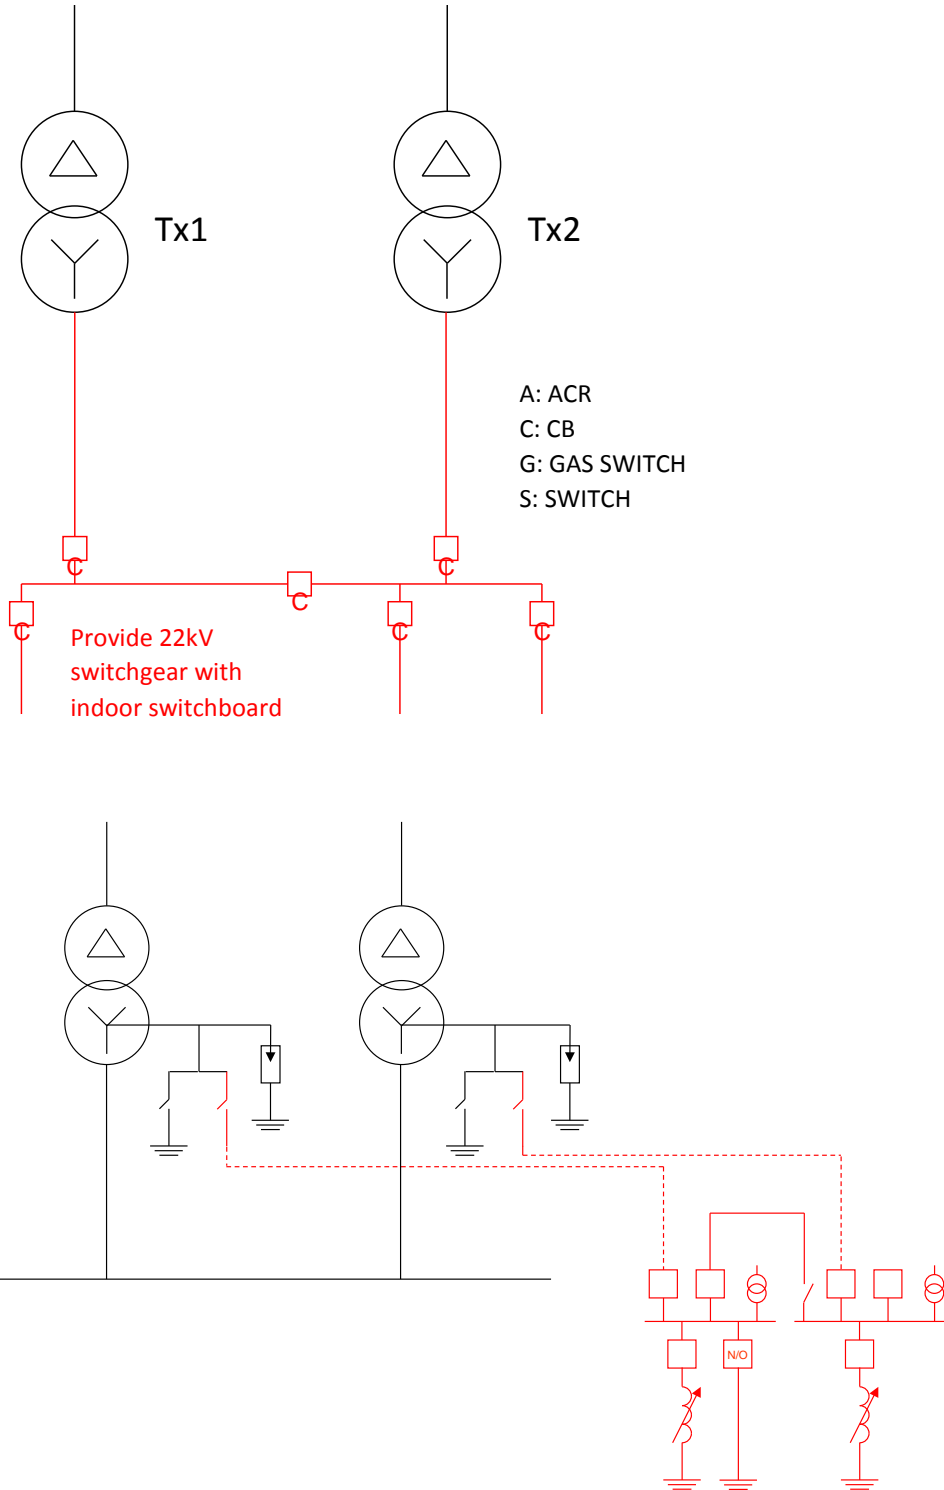 Tx1
Tx2
A: ACR
C: CB
G: GAS SWITCH
S: SWITCH
C
C
C
C
C
C
Provide 22kV
switchgear with
indoor switchboard
N/O